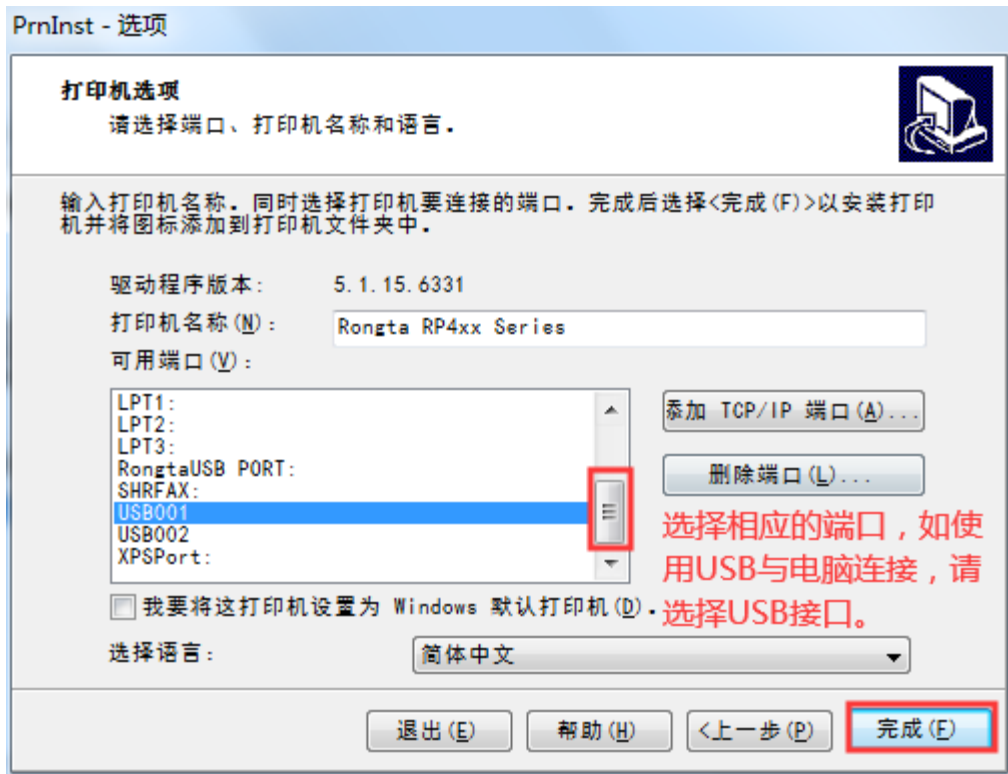 PrnInst - 选项
打印机选项
请选择端口、打印机名称和语言.
输入打印机名称. 同时选择打印机要连接的端口. 完成后选择<完成(F)>以安装打印
机并将图标添加到打印机文件夹中.
驱动程序版本: 5.1.15.6331
打印机名称(N): Rongta RP4xx Series
可用端口(V):
LPT1:
LPT2:
LPT3:
RongtaUSB PORT:
SHRFAX:
USB001
USB002
XPSPort:
添加 TCP/IP 端口(A)...
删除端口(L)...
选择相应的端口，如使
用USB与电脑连接，请
选择USB接口。
我要将这打印机设置为 Windows 默认打印机(D).
选择语言: 简体中文
退出(E) 帮助(H) <上一步(P) 完成(F)